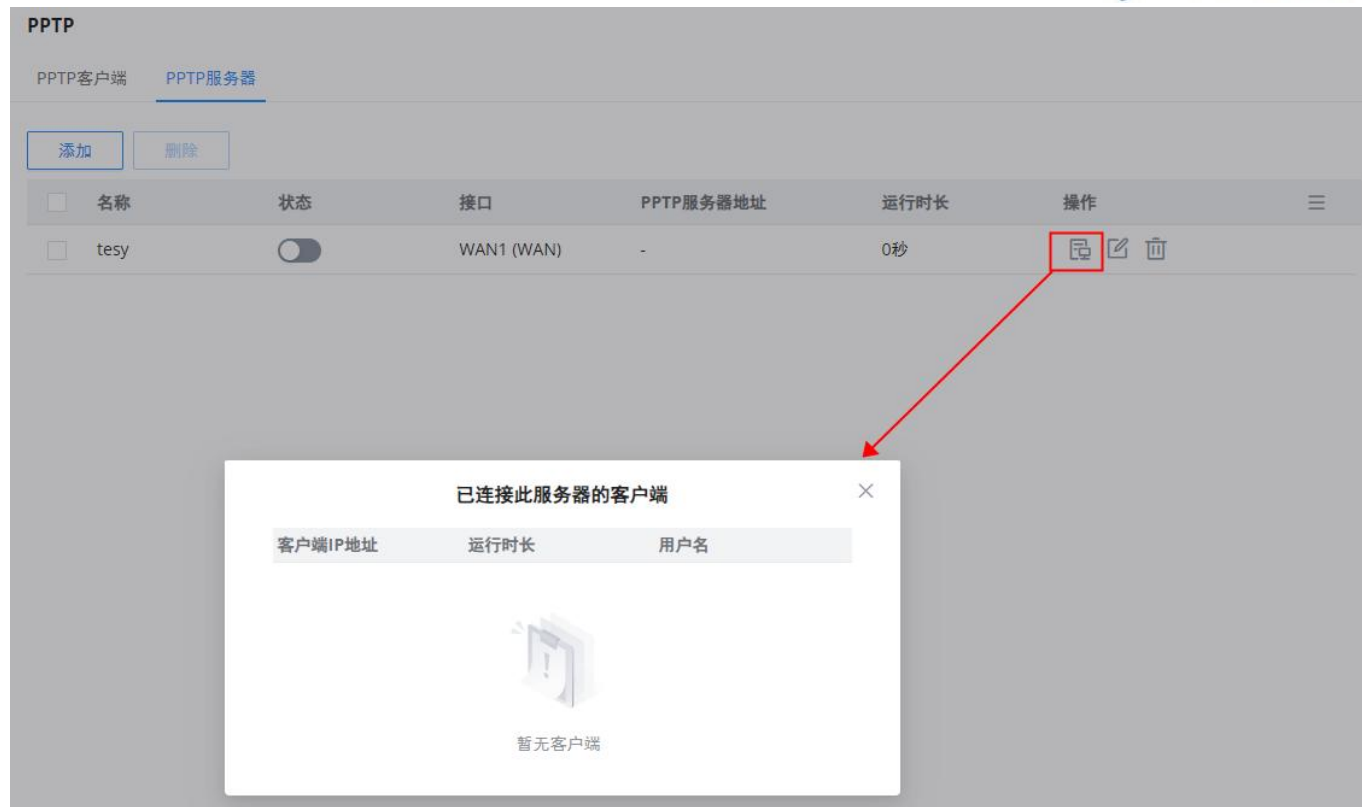 PPTP
PPTP客户端 PPTP服务器
添加 删除
名称 状态 接口 PPTP服务器地址 运行时长 操作
tesy WAN1 (WAN) - 0秒
已连接此服务器的客户端
客户端IP地址 运行时长 用户名
暂无客户端